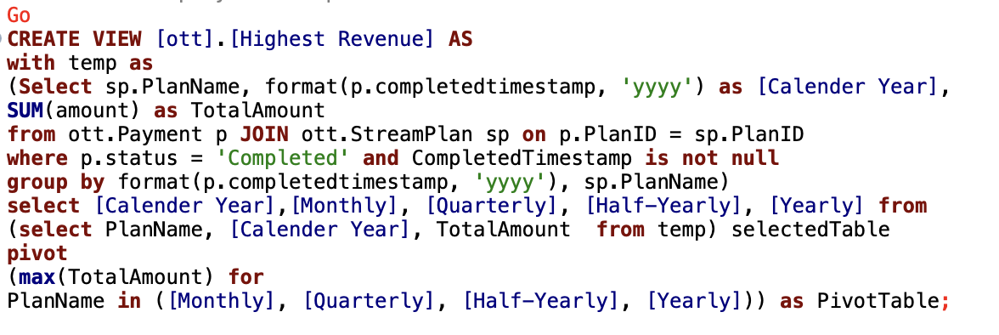 Go
CREATE VIEW [ott].[Highest Revenue] AS
with temp as
(Select sp.PlanName, format(p.completedtimestamp, 'yyyy') as [Calender Year],
SUM(amount) as TotalAmount
from ott.Payment p JOIN ott.StreamPlan sp on p.PlanID = sp.PlanID
where p.status = 'Completed' and CompletedTimestamp is not null
group by format(p.completedtimestamp, 'yyyy'), sp.PlanName)
select [Calender Year],[Monthly], [Quarterly], [Half-Yearly], [Yearly] from
(select PlanName, [Calender Year], TotalAmount  from temp) selectedTable
pivot
(max(TotalAmount) for
PlanName in ([Monthly], [Quarterly], [Half-Yearly], [Yearly])) as PivotTable;